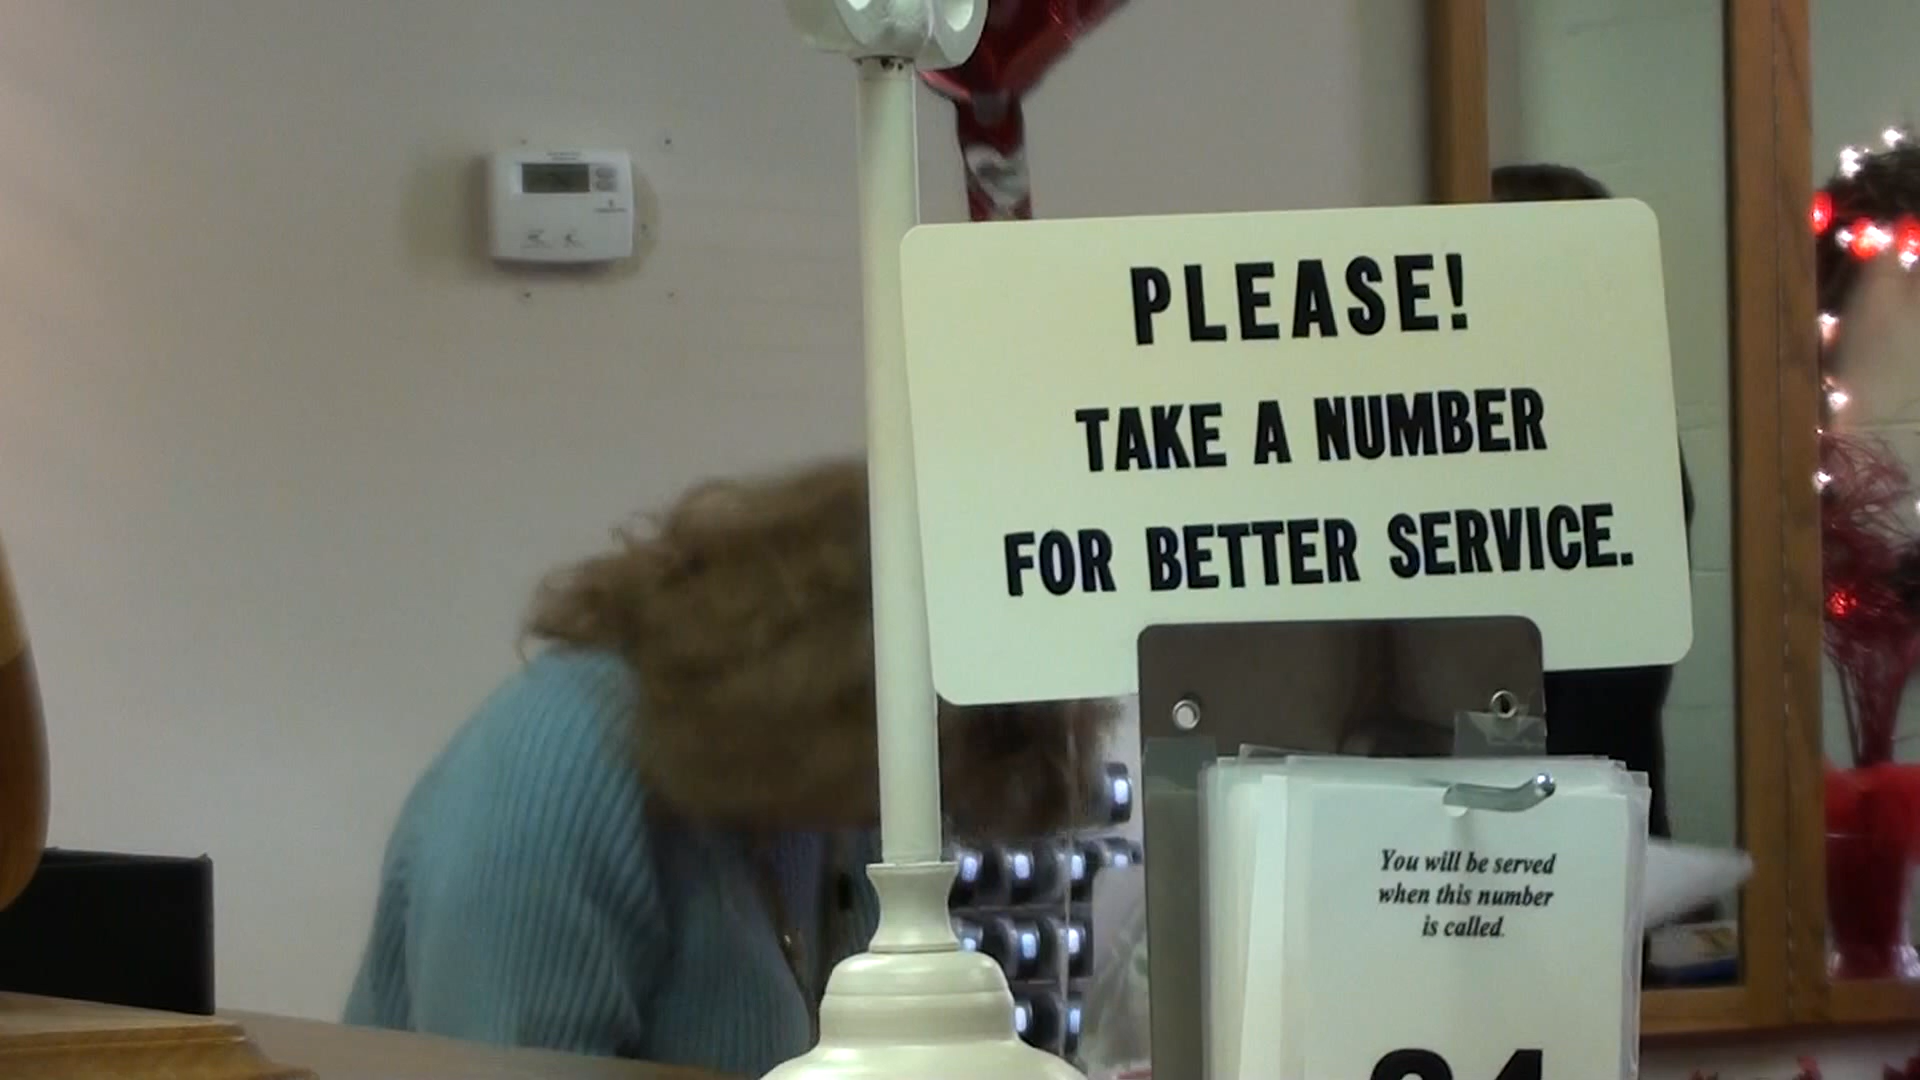 PLEASE!
TAKE A NUMBER
FOR BETTER SERVICE.
You will be served
when this number
is called.